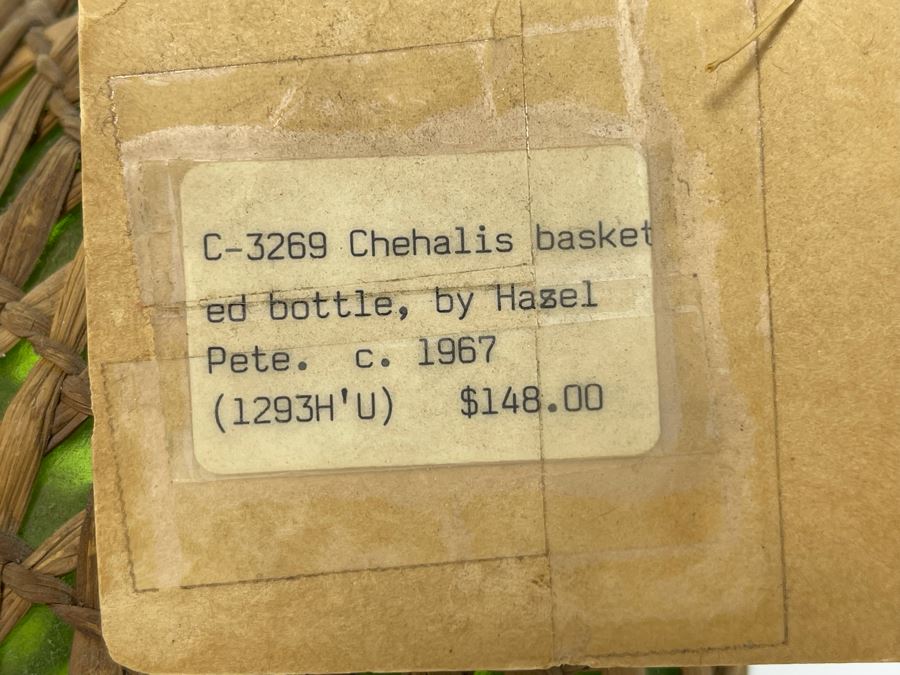 C-3269 Chehalis basket
ed bottle, by Hazel
Pete.  c. 1967
(1293H'U)   $148.00